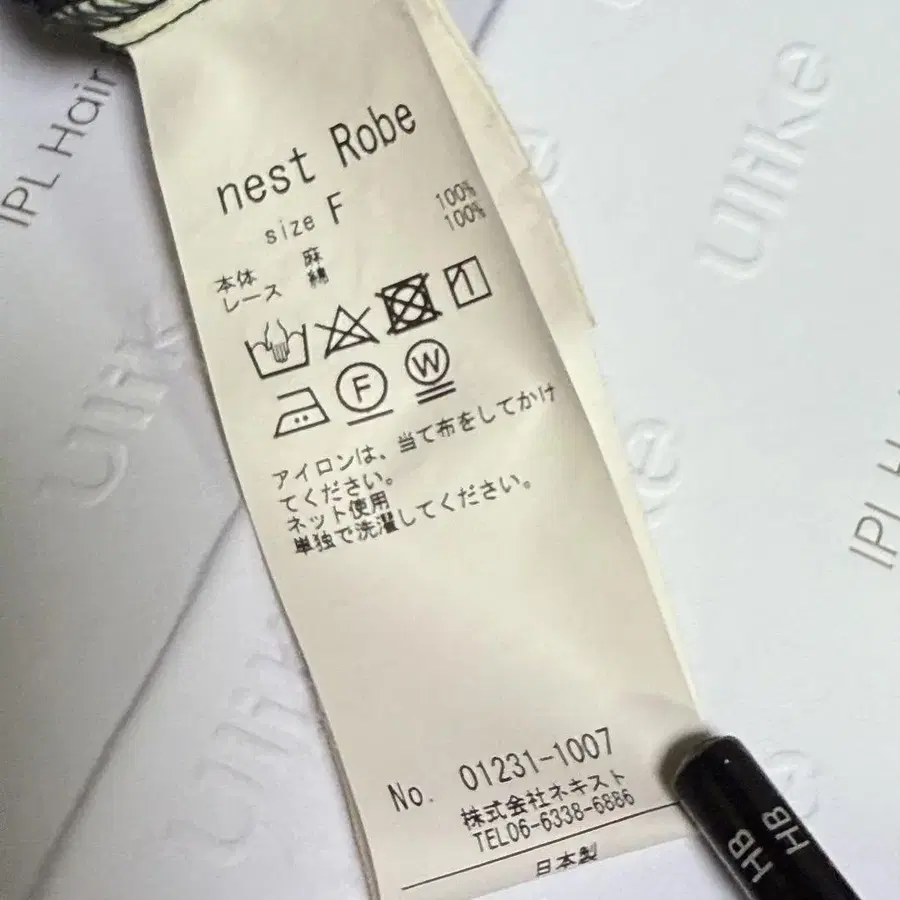 nest Robe
size F
本体 麻 100%
レース 綿 100%
F
W
アイロンは、当て布をしてかけ
てください。
ネット使用
単独で洗濯してください。
No. 01231-1007
株式会社ネキスト
TEL06-6338-6886
日本製
IPL Hair
Ulike
Ulike
Ulike
IPL H
HB
HB